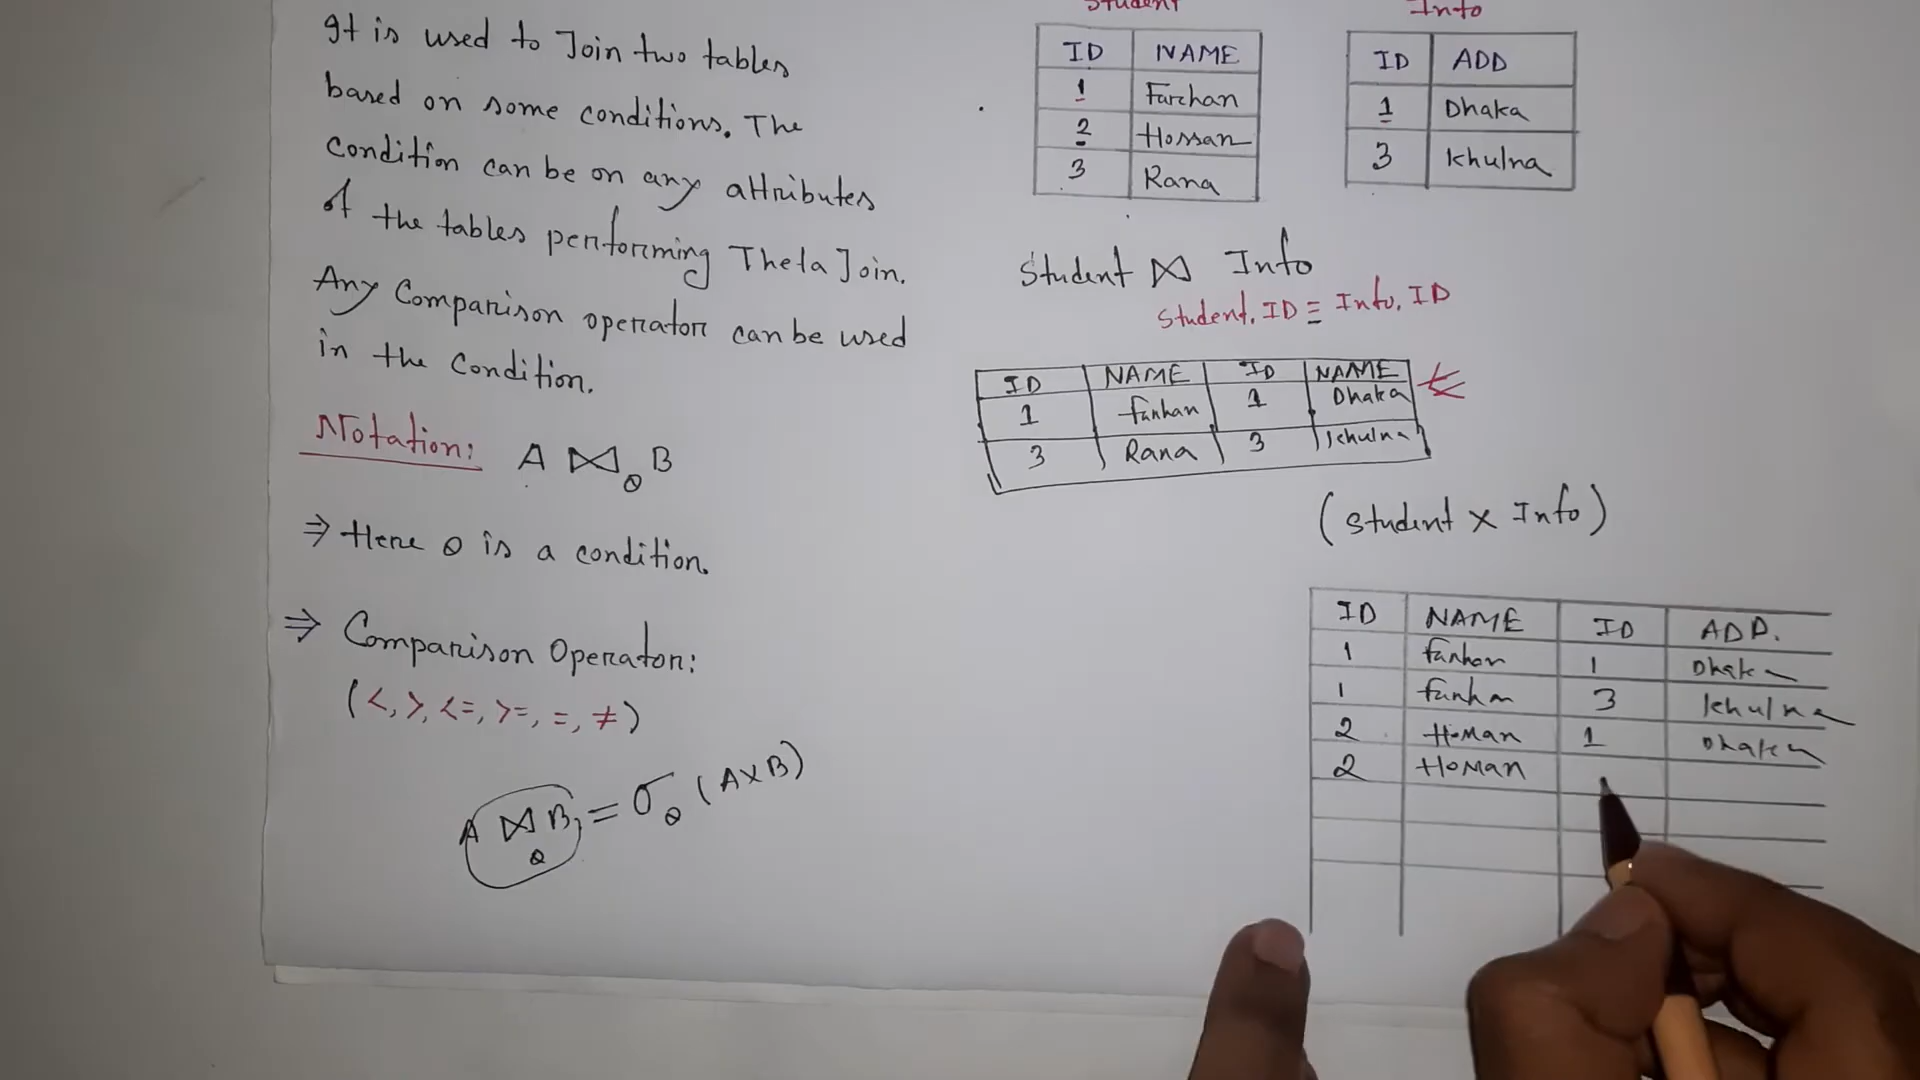 It is used to Join two tables
based on some conditions. The
condition can be on any attributes
of the tables performing Theta Join.
Any Comparison operator can be used
in the Condition.
Notation: A ⋈θ B
⇒ Here θ is a condition.
⇒ Comparison Operator:
(<, >, <=, >=, =, ≠)
A ⋈θ B = σθ (A×B)
Student
ID NAME
1 Farhan
2 Hossan
3 Rana
Info
ID ADD
1 Dhaka
3 Khulna
Student ⋈ Info
Student.ID = Info.ID
ID NAME ID NAME
1 Farhan 1 Dhaka
3 Rana 3 Khulna
(Student × Info)
ID NAME ID ADD.
1 Farhan 1 Dhaka
1 Farhan 3 Khulna
2 Hossan 1 Dhaka
2 Hossan